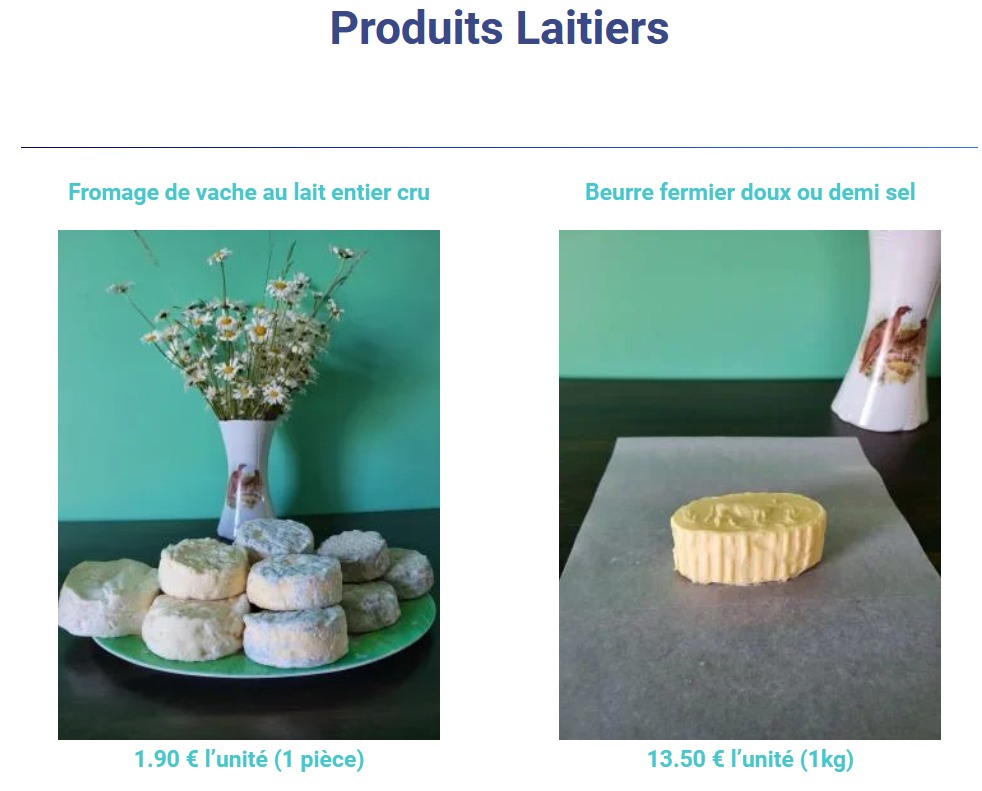 Produits Laitiers
Fromage de vache au lait entier cru
Beurre fermier doux ou demi sel
1.90 € l’unité (1 pièce)
13.50 € l’unité (1kg)